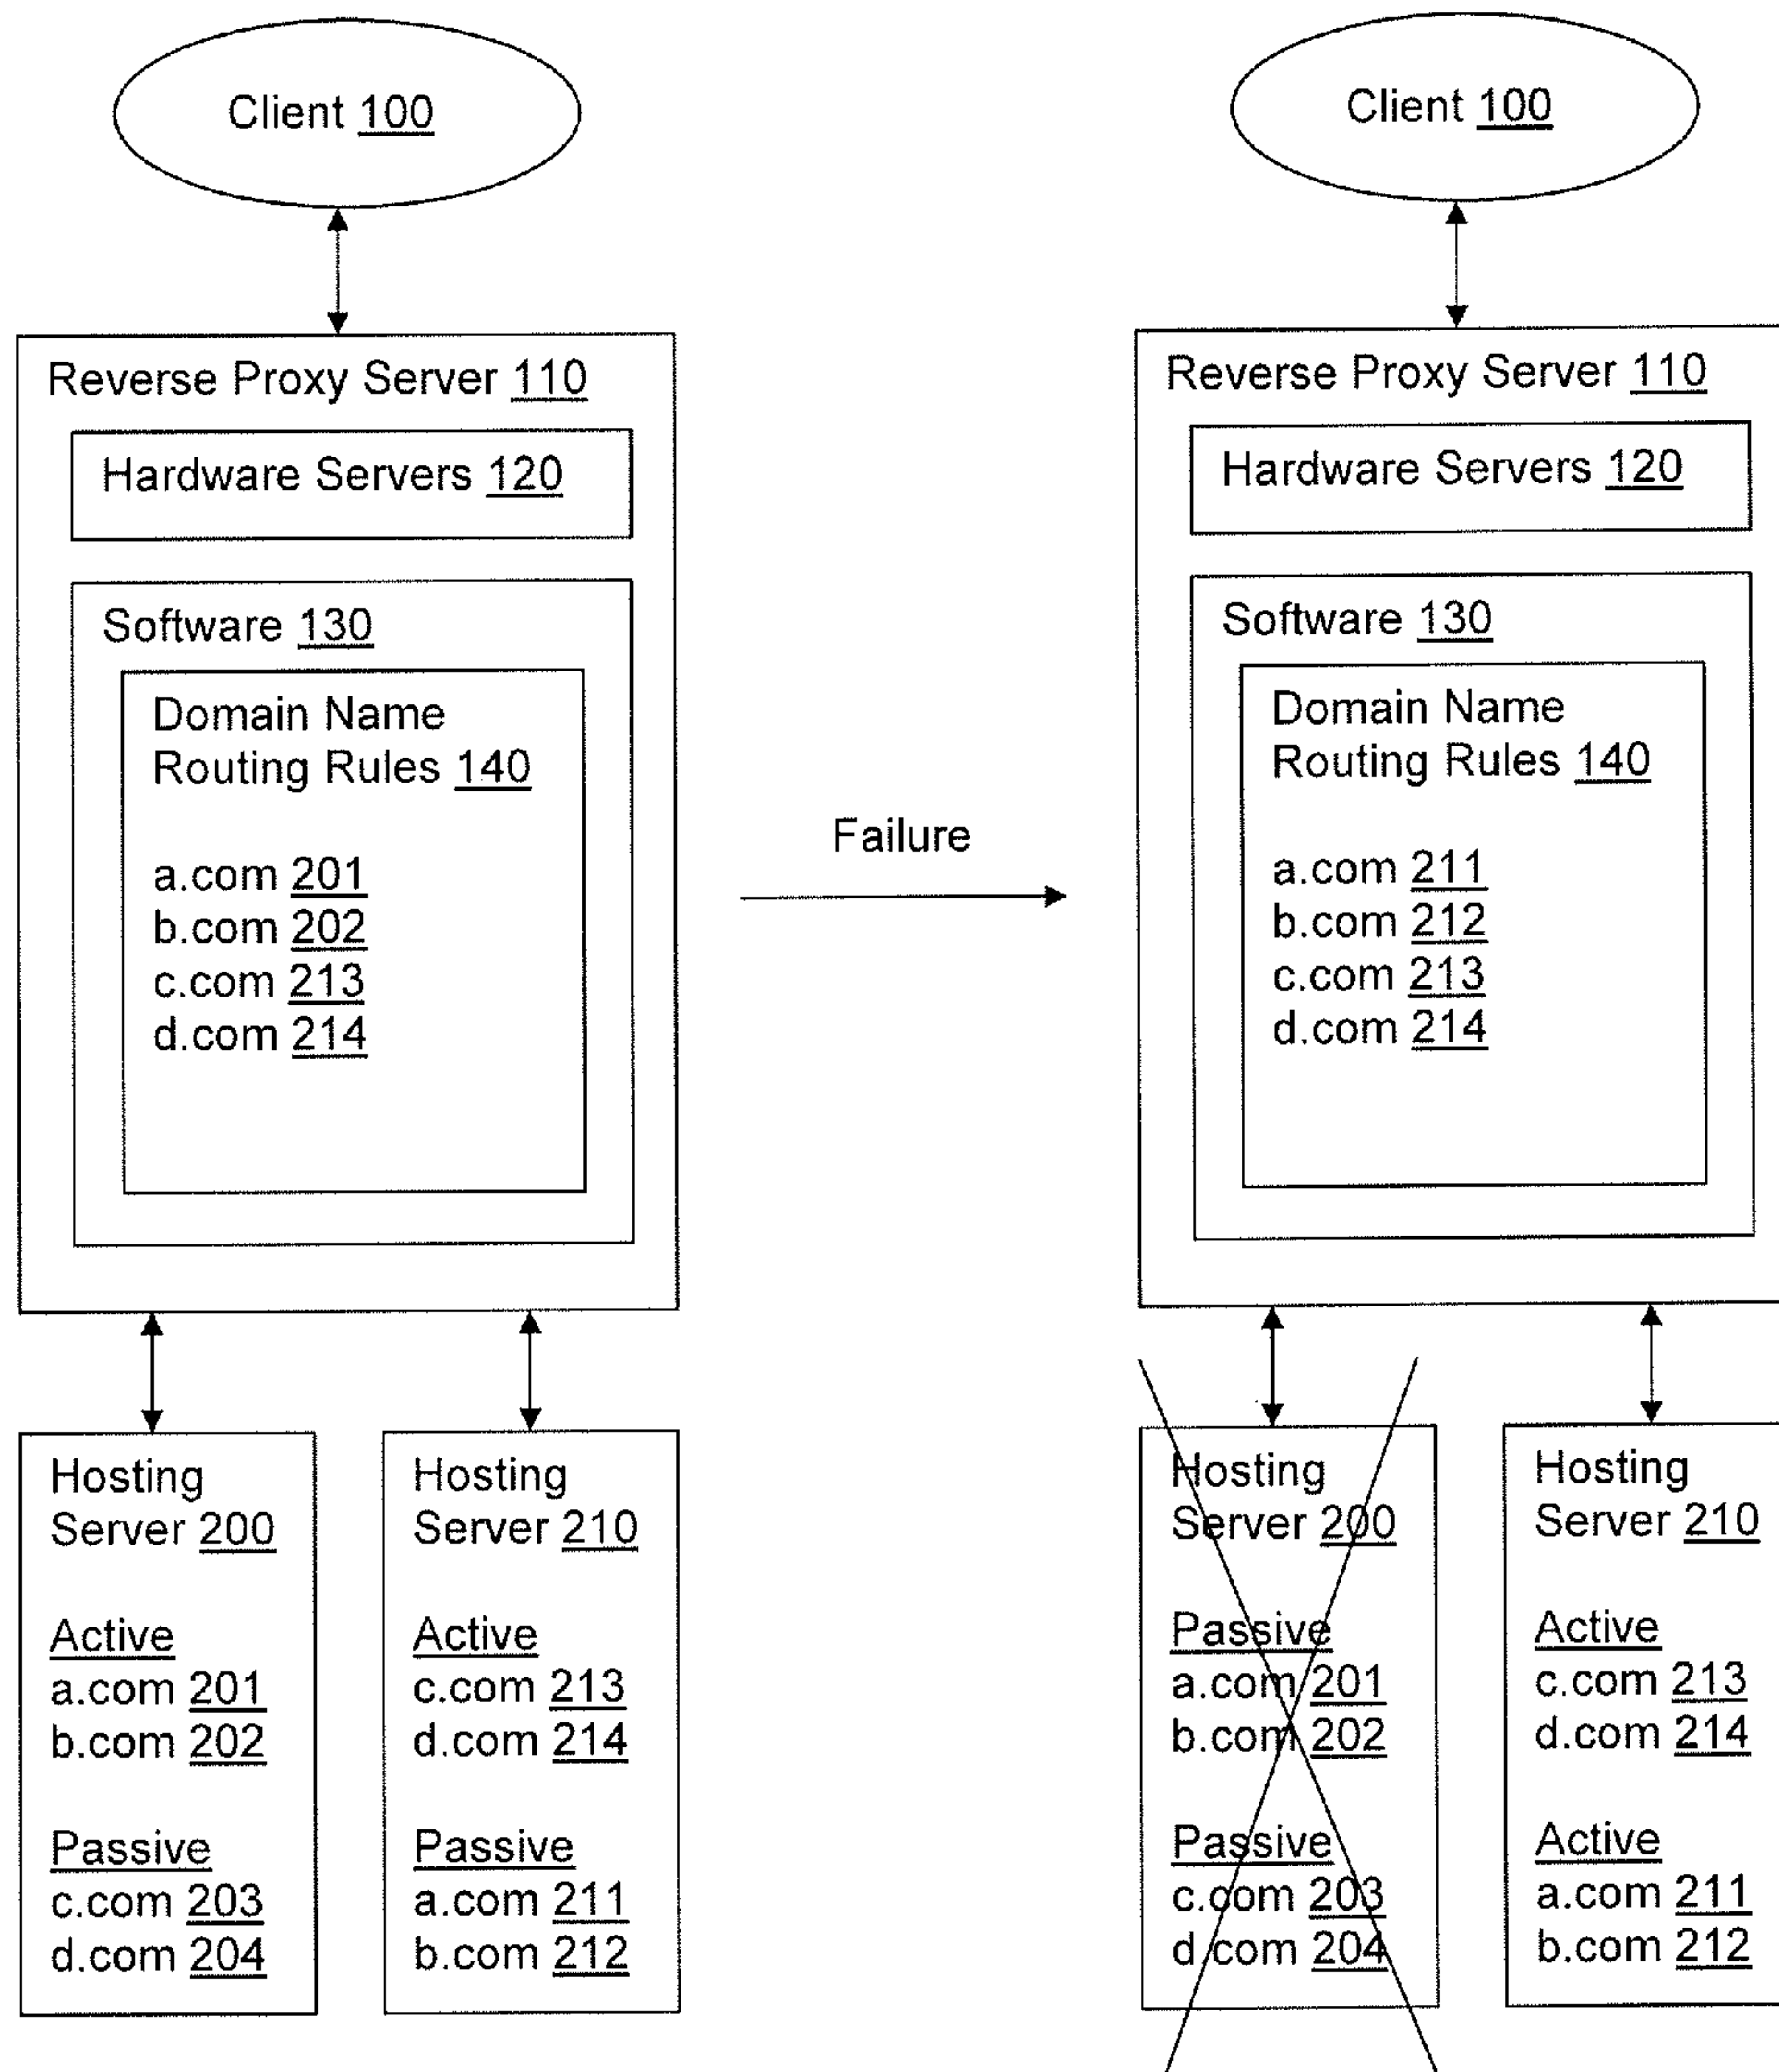 Client 100
Reverse Proxy Server 110
Hardware Servers 120
Software 130
Domain Name
Routing Rules 140
a.com 201
b.com 202
c.com 213
d.com 214
Hosting
Server 200
Active
a.com 201
b.com 202
Passive
c.com 203
d.com 204
Hosting
Server 210
Active
c.com 213
d.com 214
Passive
a.com 211
b.com 212
Failure
Client 100
Reverse Proxy Server 110
Hardware Servers 120
Software 130
Domain Name
Routing Rules 140
a.com 211
b.com 212
c.com 213
d.com 214
Hosting
Server 200
Passive
a.com 201
b.com 202
Passive
c.com 203
d.com 204
Hosting
Server 210
Active
c.com 213
d.com 214
Active
a.com 211
b.com 212